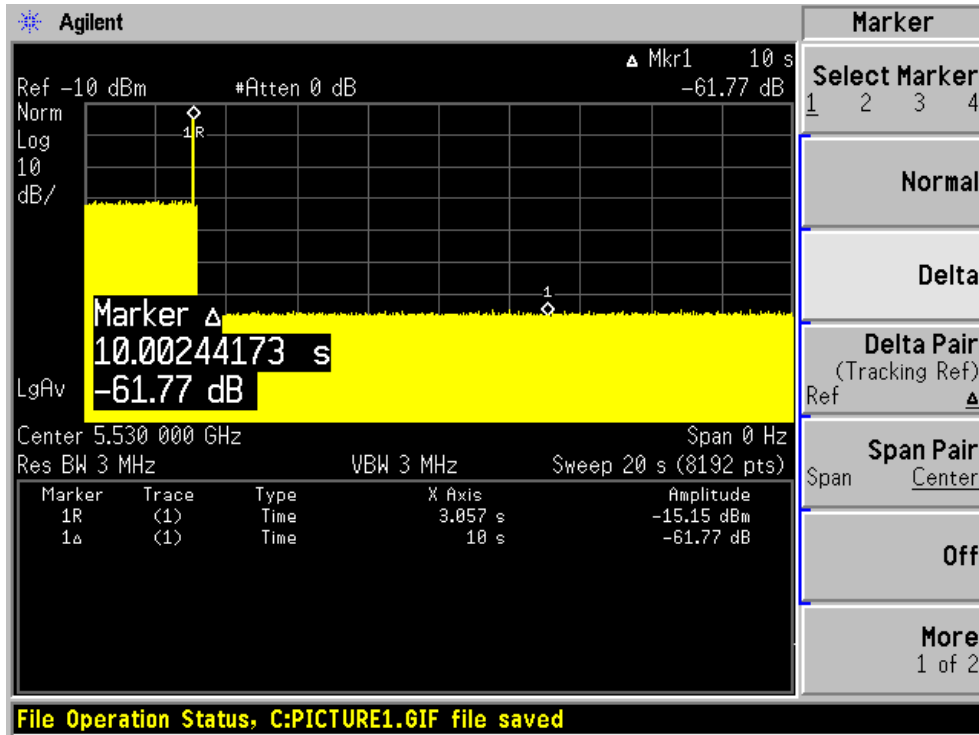 Agilent
Marker
Δ Mkr1 10 s
Ref −10 dBm #Atten 0 dB −61.77 dB
Norm
Log
10
dB/
1R
1
Marker Δ
10.00244173 s
−61.77 dB
LgAv
Center 5.530 000 GHz Span 0 Hz
Res BW 3 MHz VBW 3 MHz Sweep 20 s (8192 pts)
Marker Trace Type X Axis Amplitude
1R (1) Time 3.057 s −15.15 dBm
1Δ (1) Time 10 s −61.77 dB
Select Marker
1 2 3 4
Normal
Delta
Delta Pair
(Tracking Ref)
Ref Δ
Span Pair
Span Center
Off
More
1 of 2
File Operation Status, C:PICTURE1.GIF file saved